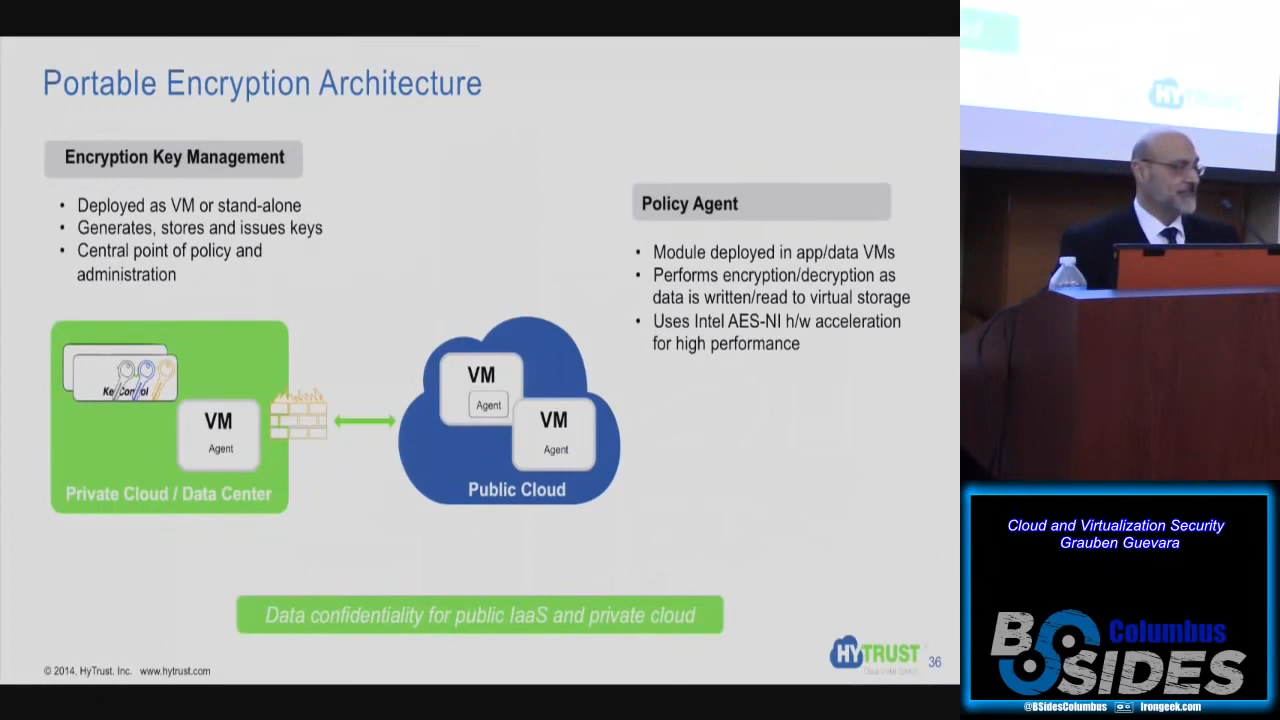 Portable Encryption Architecture
Encryption Key Management
• Deployed as VM or stand-alone
• Generates, stores and issues keys
• Central point of policy and
administration
Policy Agent
• Module deployed in app/data VMs
• Performs encryption/decryption as
data is written/read to virtual storage
• Uses Intel AES-NI h/w acceleration
for high performance
KeyControl
VM
Agent
Private Cloud / Data Center
VM
Agent
VM
Agent
Public Cloud
Data confidentiality for public IaaS and private cloud
© 2014, HyTrust, Inc. www.hytrust.com
HYTRUST
36
HYTRUST
Cloud and Virtualization Security
Grauben Guevara
BSIDES
Columbus
@BSidesColumbus Irongeek.com